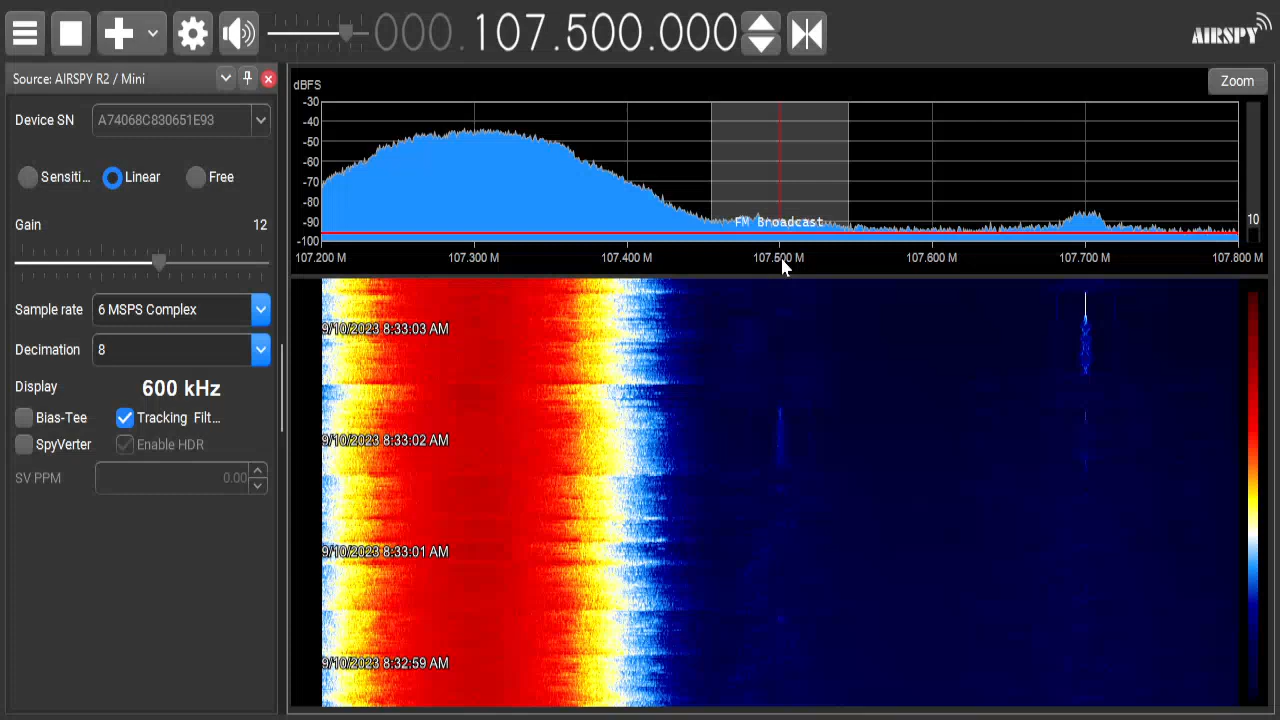 000.107.500.000
AIRSPY
Source: AIRSPY R2 / Mini
Device SN
A74068C830651E93
Sensiti...
Linear
Free
Gain
12
Sample rate
6 MSPS Complex
Decimation
8
Display
600 kHz
Bias-Tee
Tracking Filt...
SpyVerter
Enable HDR
SV PPM
0.00
dBFS
Zoom
-30
-40
-50
-60
-70
-80
-90
-100
FM Broadcast
10
107.200 M
107.300 M
107.400 M
107.500 M
107.600 M
107.700 M
107.800 M
9/10/2023 8:33:03 AM
9/10/2023 8:33:02 AM
9/10/2023 8:33:01 AM
9/10/2023 8:32:59 AM